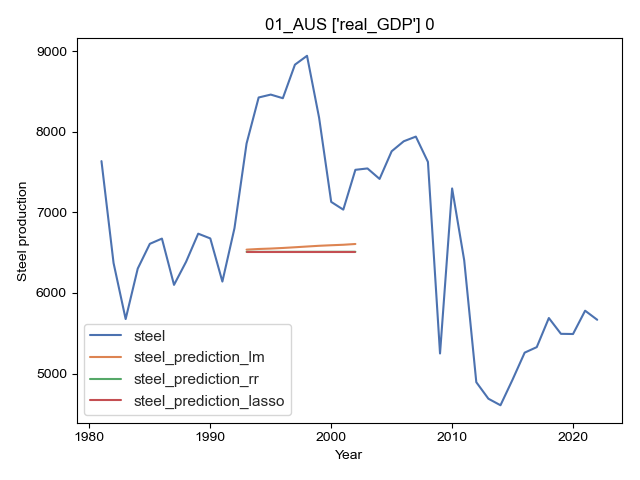 01_AUS ['real_GDP'] 0
Steel production
9000
8000
7000
6000
5000
steel
steel_prediction_lm
steel_prediction_rr
steel_prediction_lasso
1980
1990
2000
2010
2020
Year